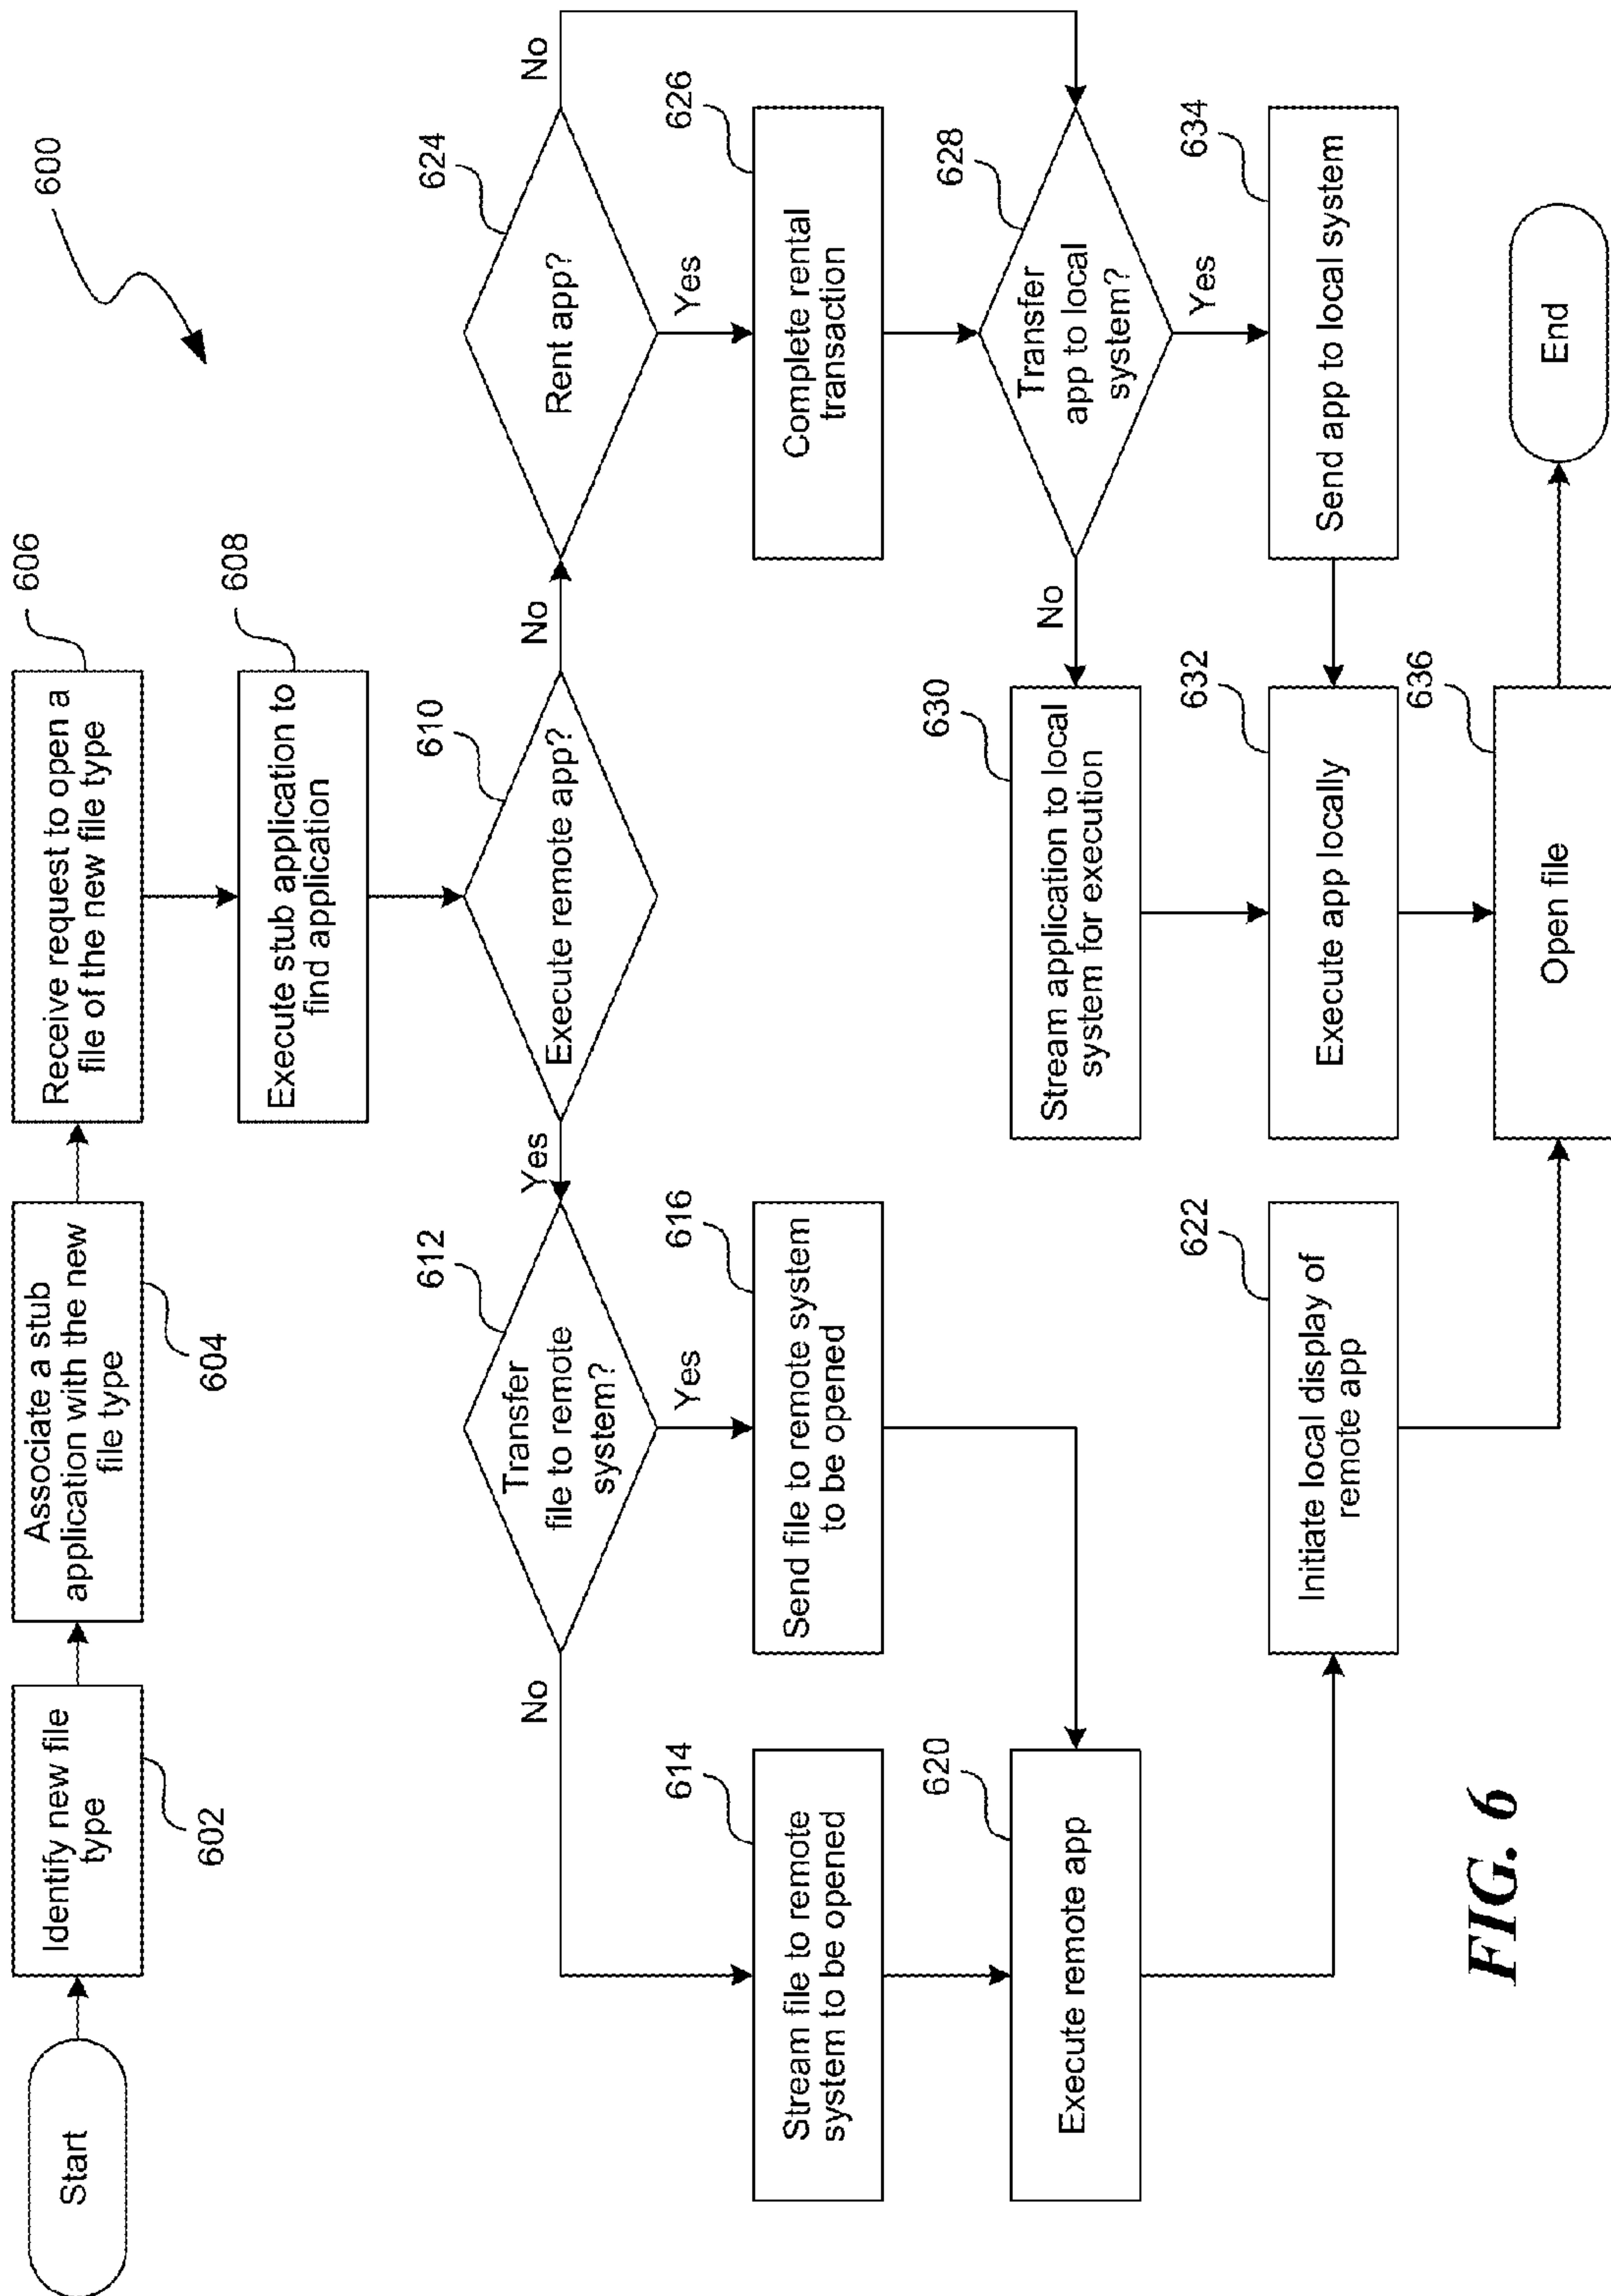 600
Start
Identify new file
type
602
Associate a stub
application with the new
file type
604
Receive request to open a
file of the new file type
606
Execute stub application to
find application
608
Execute remote app?
610
Yes
No
Transfer
file to remote
system?
612
No
Yes
Stream file to remote
system to be opened
614
Send file to remote system
to be opened
616
Execute remote app
620
Initiate local display of
remote app
622
Rent app?
624
No
Yes
Complete rental
transaction
626
Transfer
app to local
system?
628
No
Yes
Stream application to local
system for execution
630
Send app to local system
634
Execute app locally
632
Open file
636
End
FIG. 6